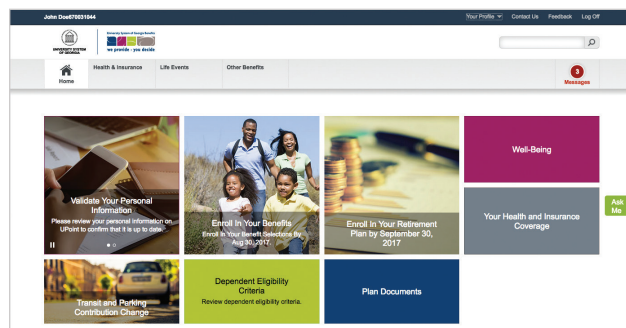 John Doe670031944
Your Profile
Contact Us
Feedback
Log Off
UNIVERSITY SYSTEM
OF GEORGIA
University System of Georgia Benefits
we provide - you decide
Home
Health & Insurance
Life Events
Other Benefits
3
Messages
Validate Your Personal
Information
Please review your personal information on
UPoint to confirm that it is up to date.
Enroll In Your Benefits
Enroll In Your Benefit Selections By
Aug 30, 2017.
Enroll In Your Retirement
Plan by September 30,
2017
Well-Being
Your Health and Insurance
Coverage
Ask
Me
Transit and Parking
Contribution Change
Dependent Eligibility
Criteria
Review dependent eligibility criteria.
Plan Documents